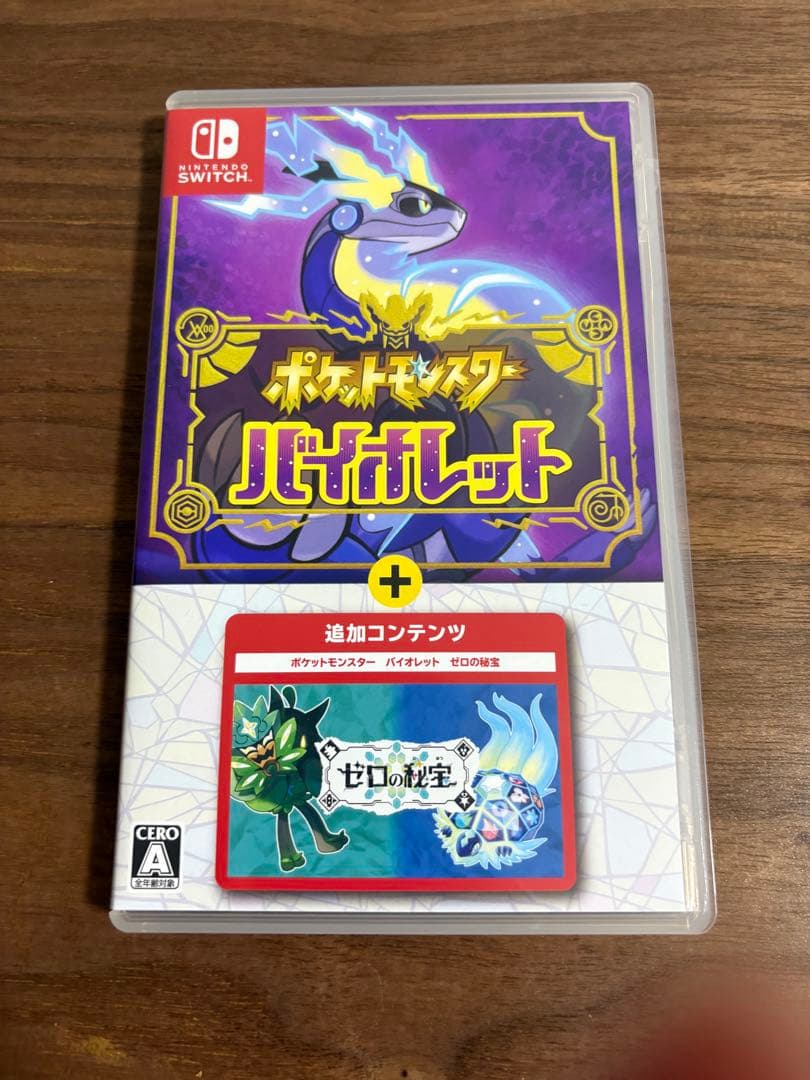 NINTENDO
SWITCH™
ポケットモンスター
バイオレット
+
追加コンテンツ
ポケットモンスター バイオレット ゼロの秘宝
ゼロの秘宝
CERO
A
全年齢対象